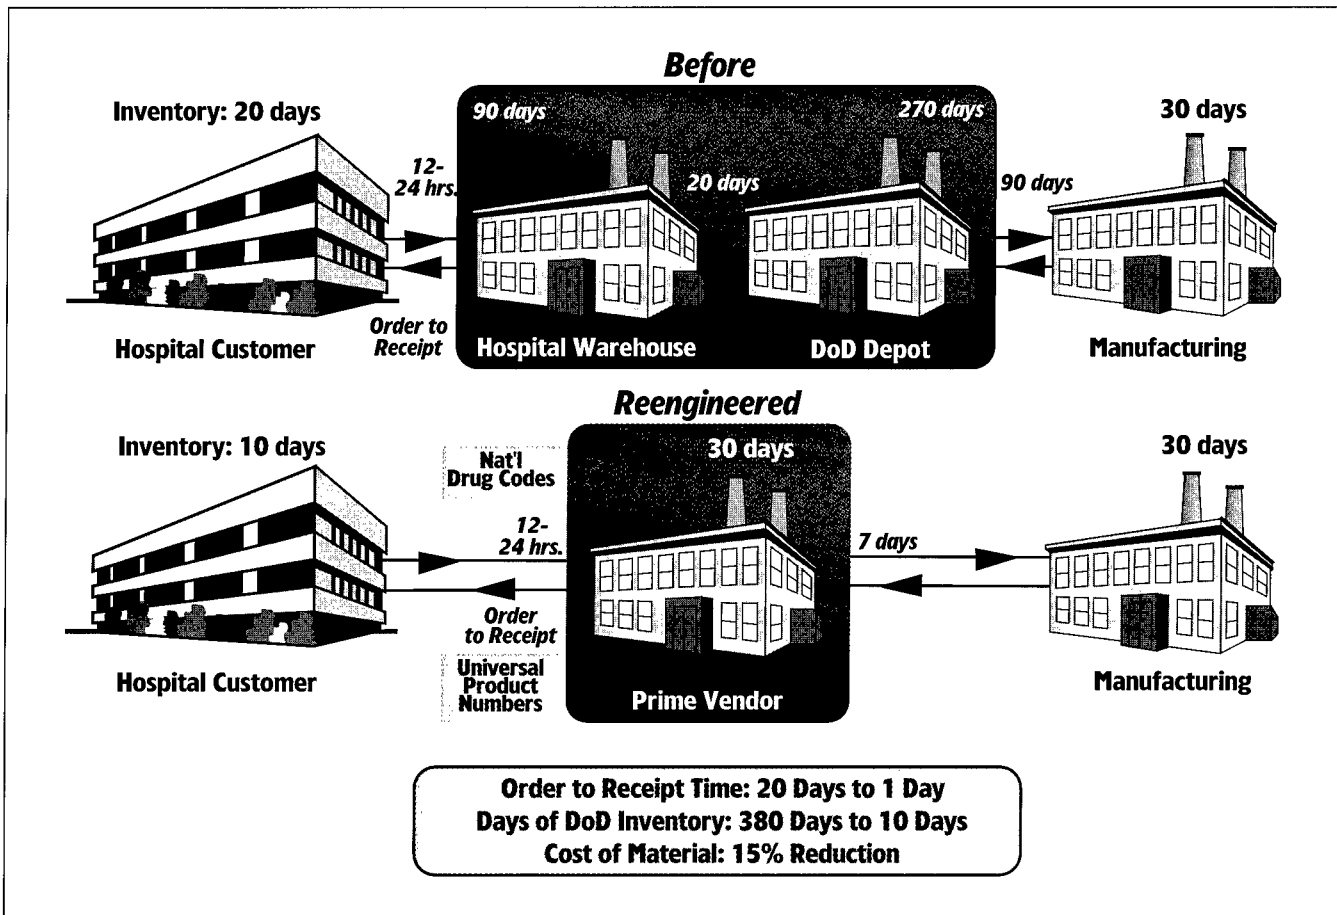 Before
Inventory: 20 days
90 days
270 days
30 days
12-
24 hrs.
20 days
90 days
Order to
Receipt
Hospital Customer
Hospital Warehouse
DoD Depot
Manufacturing
Reengineered
Inventory: 10 days
Nat'l
Drug Codes
30 days
30 days
12-
24 hrs.
7 days
Order
to Receipt
Universal
Product
Numbers
Hospital Customer
Prime Vendor
Manufacturing
Order to Receipt Time: 20 Days to 1 Day
Days of DoD Inventory: 380 Days to 10 Days
Cost of Material: 15% Reduction